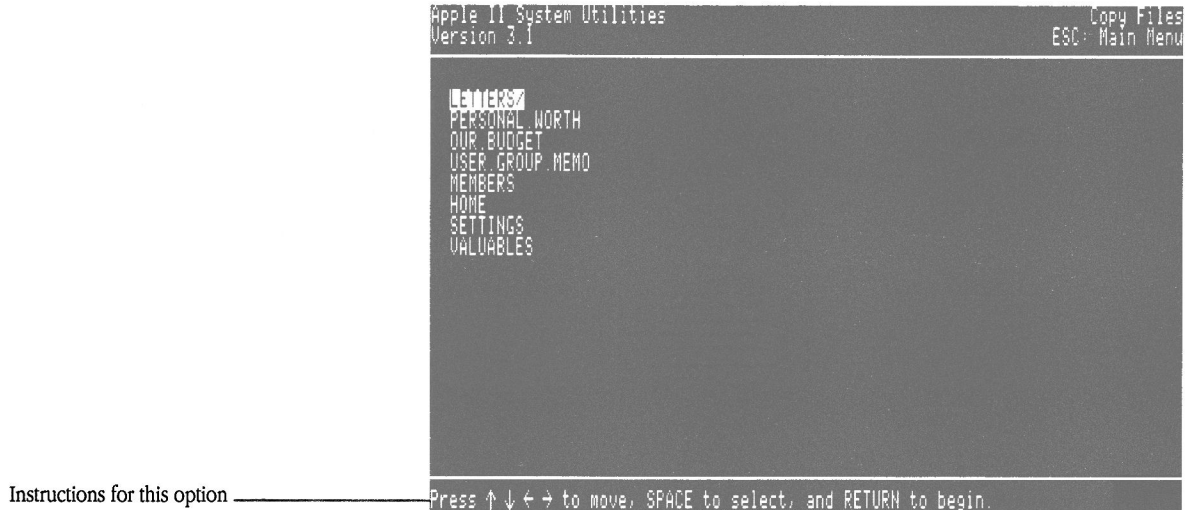 Apple II System Utilities Copy Files
Version 3.1 ESC: Main Menu
LETTERS/
PERSONAL.WORTH
OUR.BUDGET
USER.GROUP.MEMO
MEMBERS
HOME
SETTINGS
VALUABLES
Instructions for this option
Press ↑ ↓ ← → to move, SPACE to select, and RETURN to begin.